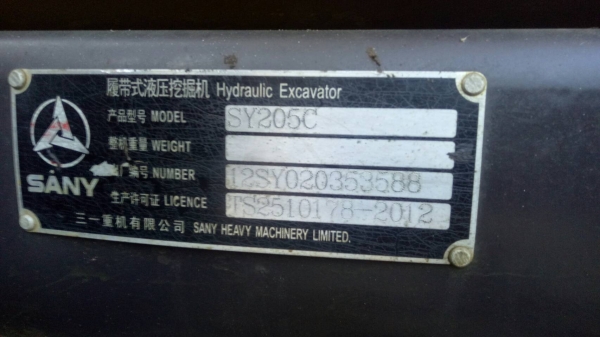 履带式液压挖掘机 Hydraulic Excavator
产品型号 MODEL SY205C
整机重量 WEIGHT
厂编号 NUMBER 12SY020353588
生产许可证 LICENCE TS2510178-2012
SANY
三一重机有限公司 SANY HEAVY MACHINERY LIMITED.